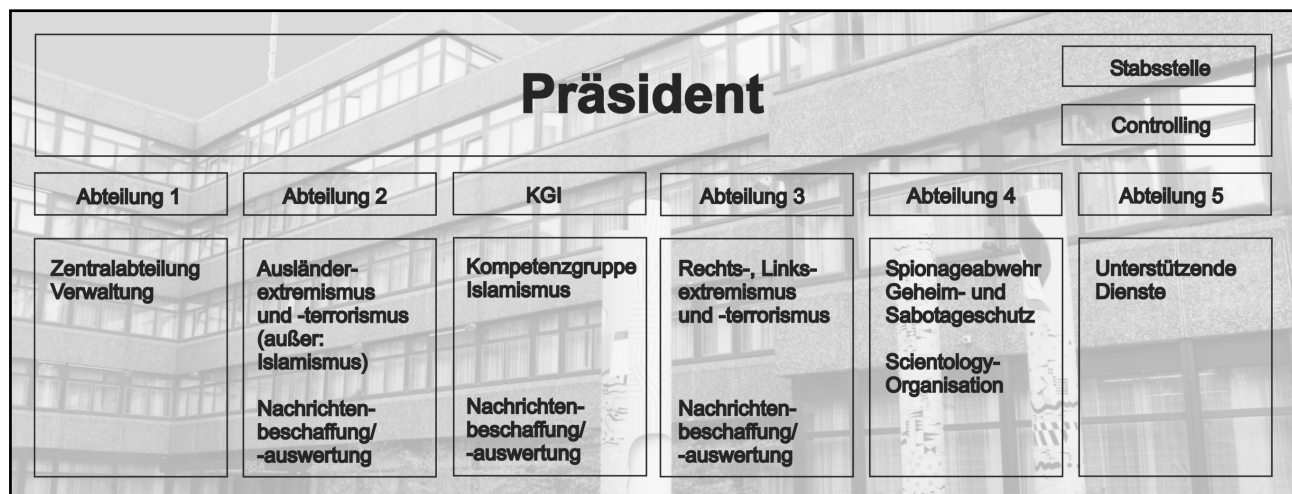 Präsident
Stabsstelle
Controlling
Abteilung 1
Abteilung 2
KGI
Abteilung 3
Abteilung 4
Abteilung 5
Zentralabteilung
Verwaltung
Ausländer-
extremismus
und -terrorismus
(außer:
Islamismus)
Nachrichten-
beschaffung/
-auswertung
Kompetenzgruppe
Islamismus
Nachrichten-
beschaffung/
-auswertung
Rechts-, Links-
extremismus
und -terrorismus
Nachrichten-
beschaffung/
-auswertung
Spionageabwehr
Geheim- und
Sabotageschutz
Scientology-
Organisation
Unterstützende
Dienste